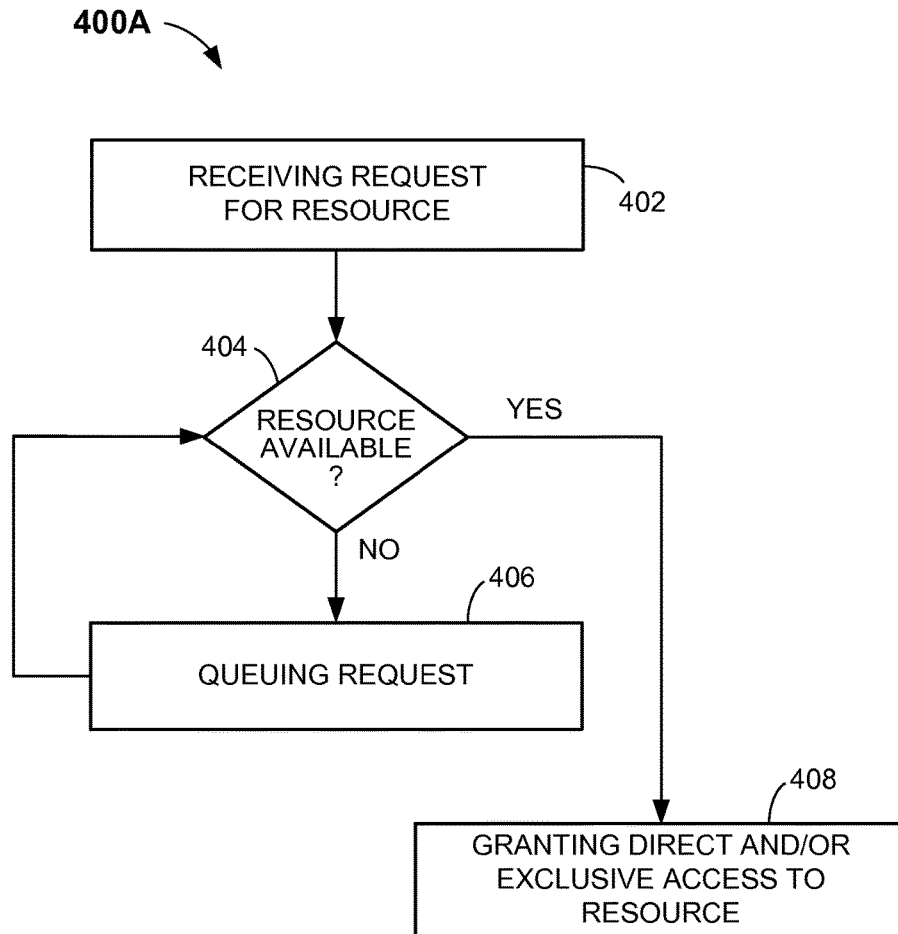 400A
RECEIVING REQUEST
FOR RESOURCE
402
404
RESOURCE
AVAILABLE
?
YES
NO
406
QUEUING REQUEST
408
GRANTING DIRECT AND/OR
EXCLUSIVE ACCESS TO
RESOURCE